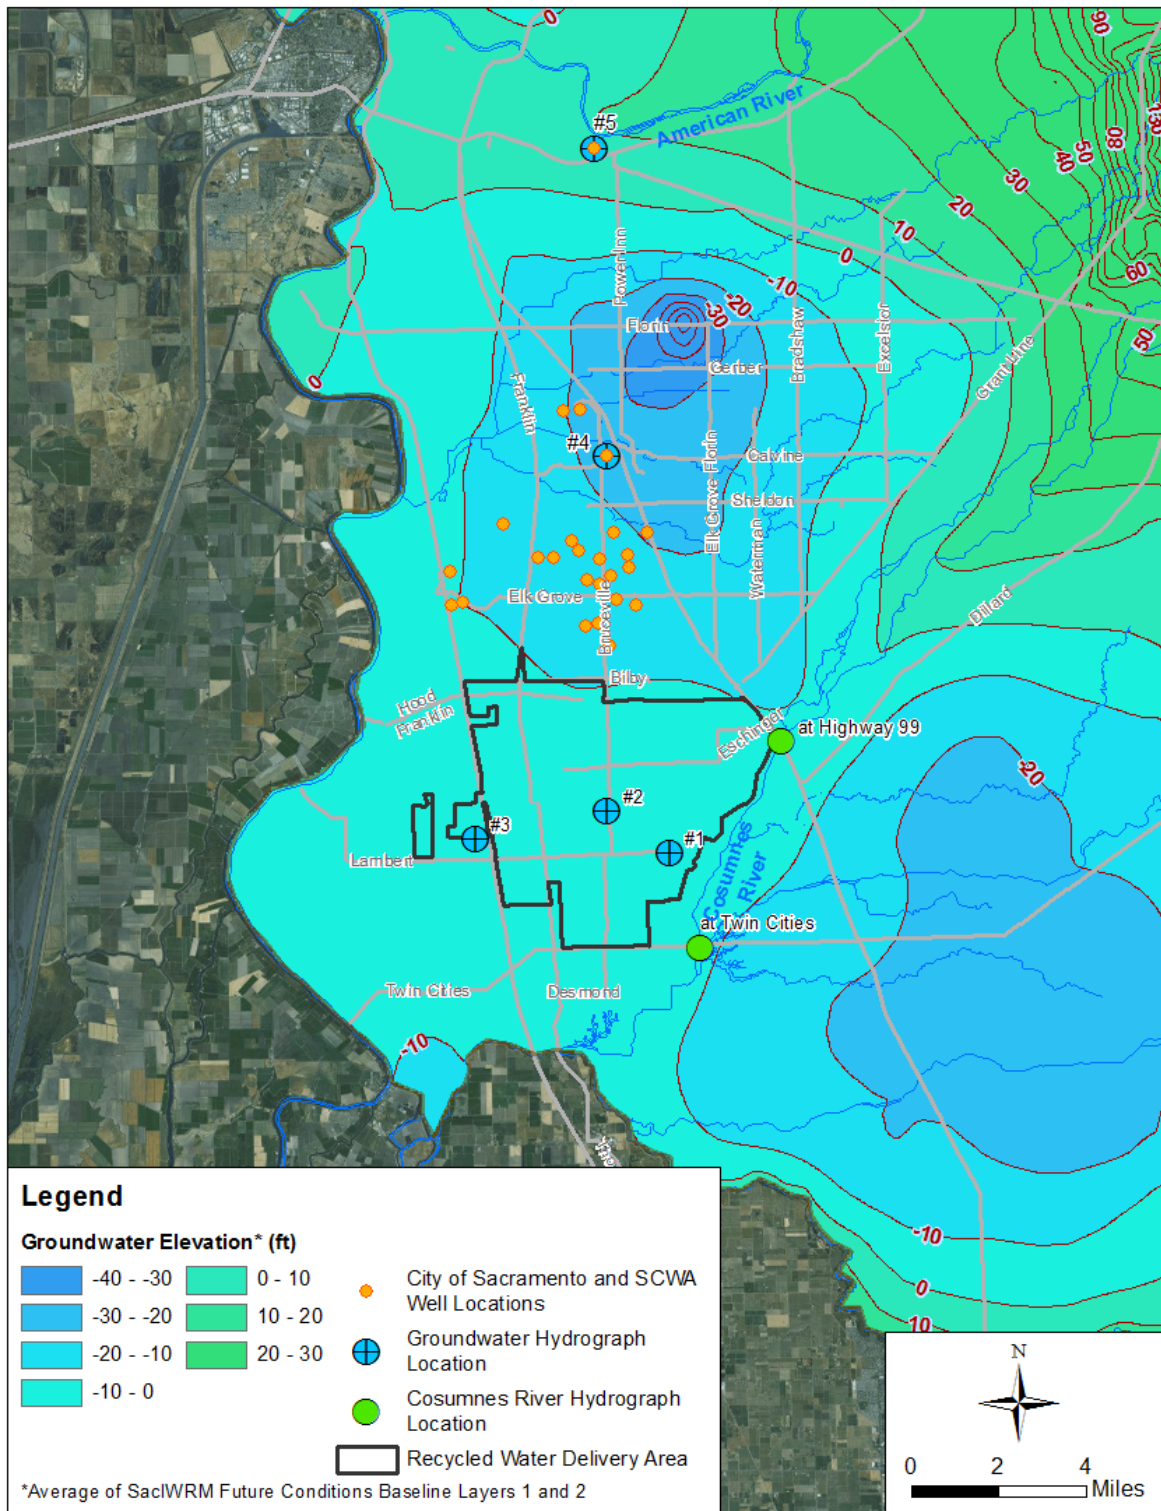 0
90
80
80
50
40
30
20
10
0
60
50
#5
American River
Power Inn
-10
-20
-30
Florin
Gerber
Bradshaw
Excelsior
Grant Line
0
Franklin
#4
Calvine
Sheldon
Elk Grove Florin
Waterman
Elk Grove
Bruceville
Dillard
Bilby
Hood
Franklin
Eschinger
at Highway 99
-20
#2
#3
#1
Lambert
Cosumnes
River
at Twin Cities
Twin Cities
Desmond
-10
-10
0
10
Legend
Groundwater Elevation* (ft)
-40 - -30
-30 - -20
-20 - -10
-10 - 0
0 - 10
10 - 20
20 - 30
City of Sacramento and SCWA
Well Locations
Groundwater Hydrograph
Location
Cosumnes River Hydrograph
Location
Recycled Water Delivery Area
*Average of SacIWRM Future Conditions Baseline Layers 1 and 2
N
0 2 4
Miles